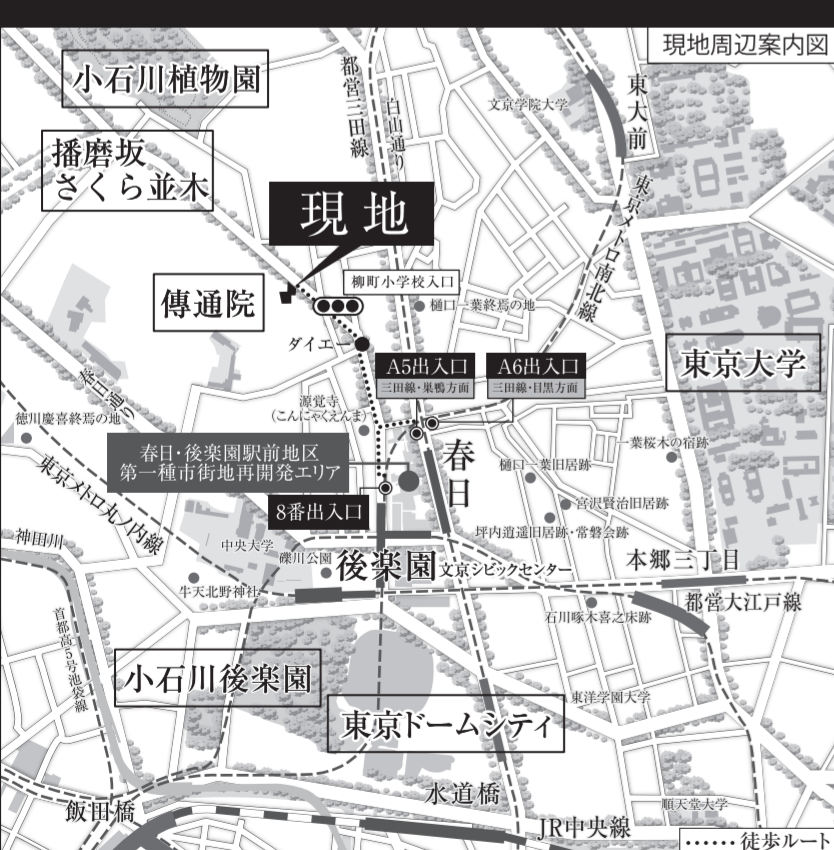 現地周辺案内図
小石川植物園
都営三田線
白山通り
文京学院大学
東大前
播磨坂
さくら並木
東京メトロ南北線
現地
柳町小学校入口
傳通院
樋口一葉終焉の地
ダイエー
A5出入口
三田線・巣鴨方面
A6出入口
三田線・目黒方面
東京大学
春日通り
源覚寺
(こんにゃくえんま)
徳川慶喜終焉の地
春日・後楽園駅前地区
第一種市街地再開発エリア
春日
一葉桜木の宿跡
樋口一葉旧居跡
東京メトロ丸ノ内線
8番出入口
宮沢賢治旧居跡
坪内逍遥旧居跡・常磐会跡
神田川
中央大学
礫川公園
後楽園
文京シビックセンター
本郷三丁目
牛天北野神社
都営大江戸線
石川啄木喜之床跡
首都高5号池袋線
小石川後楽園
東洋学園大学
東京ドームシティ
飯田橋
水道橋
順天堂大学
JR中央線
……徒歩ルート